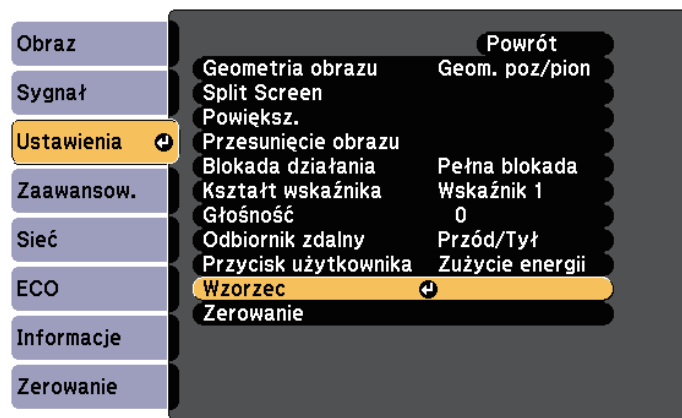 Obraz
Sygnał
Ustawienia
Zaawansow.
Sieć
ECO
Informacje
Zerowanie
Powrót
Geometria obrazu Geom. poz/pion
Split Screen
Powiększ.
Przesunięcie obrazu
Blokada działania Pełna blokada
Kształt wskaźnika Wskaźnik 1
Głośność 0
Odbiornik zdalny Przód/Tył
Przycisk użytkownika Zużycie energii
Wzorzec
Zerowanie